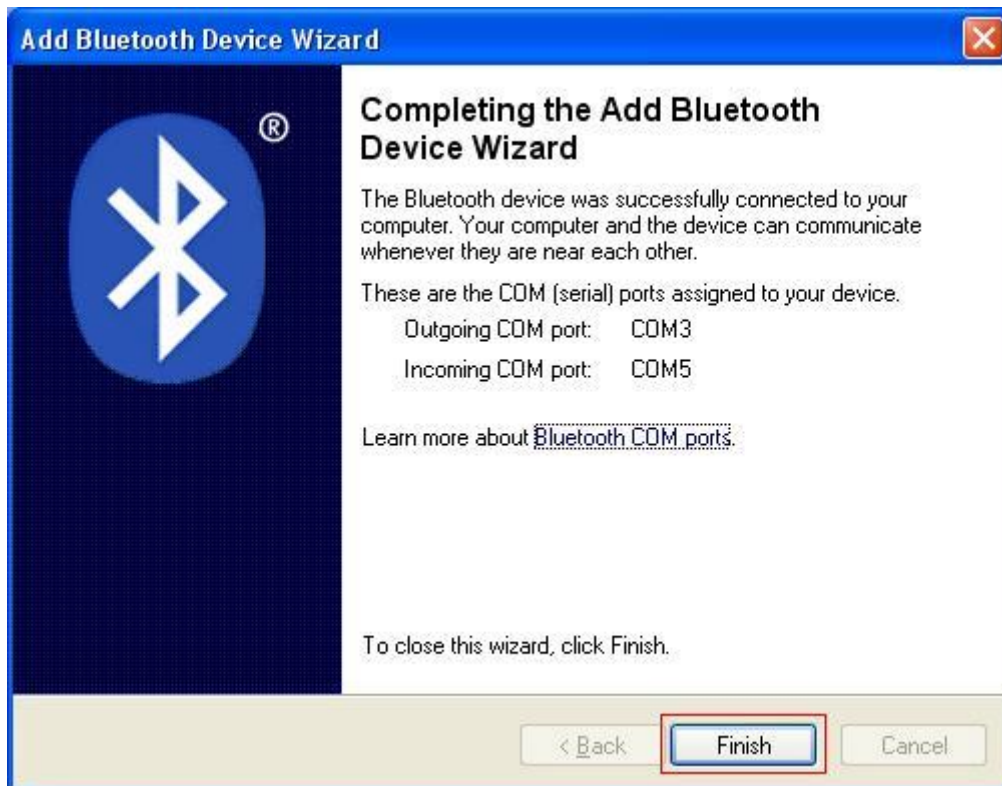 Add Bluetooth Device Wizard
®
Completing the Add Bluetooth
Device Wizard
The Bluetooth device was successfully connected to your
computer. Your computer and the device can communicate
whenever they are near each other.
These are the COM (serial) ports assigned to your device.
Outgoing COM port: COM3
Incoming COM port: COM5
Learn more about Bluetooth COM ports.
To close this wizard, click Finish.
< Back Finish Cancel